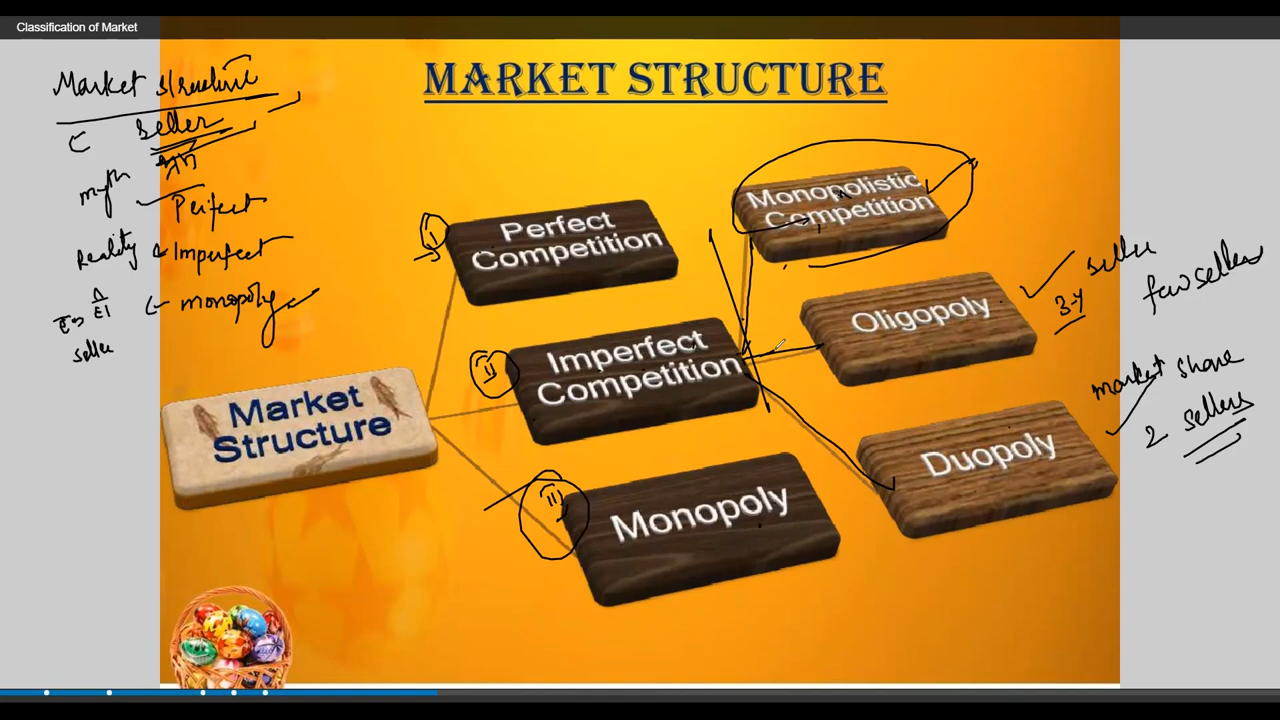 Classification of Market
MARKET STRUCTURE
Market structure
seller
myth
Perfect
Reality
Imperfect
monopoly
seller
Perfect
Competition
Imperfect
Competition
Monopoly
Market
Structure
Monopolistic
Competition
Oligopoly
Duopoly
seller
3-4
few sellers
market share
2 sellers